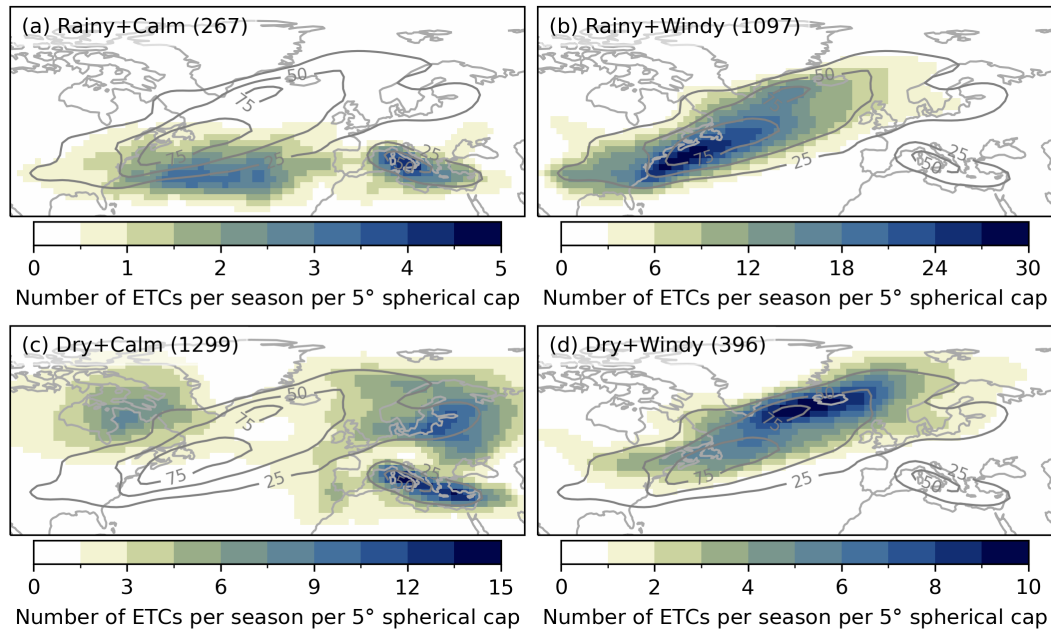 (a) Rainy+Calm (267)
50
75
75
25
25
50
0 1 2 3 4 5
Number of ETCs per season per 5° spherical cap
(b) Rainy+Windy (1097)
50
75
75
25
25
50
0 6 12 18 24 30
Number of ETCs per season per 5° spherical cap
(c) Dry+Calm (1299)
50
75
75
25
25
50
0 3 6 9 12 15
Number of ETCs per season per 5° spherical cap
(d) Dry+Windy (396)
75
25
25
50
0 2 4 6 8 10
Number of ETCs per season per 5° spherical cap